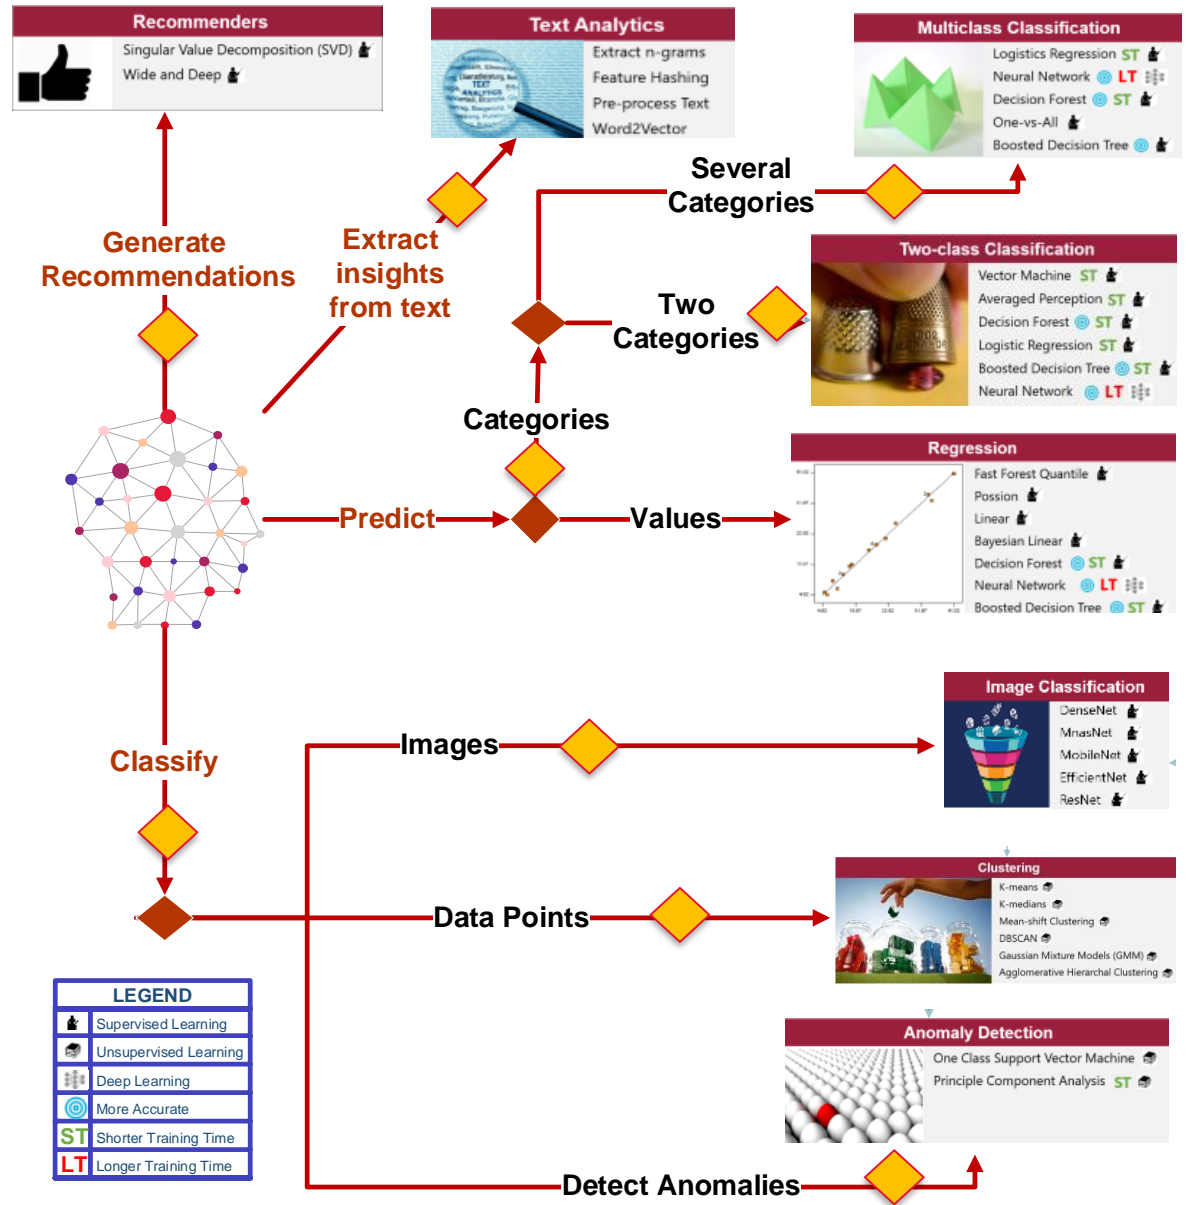 Recommenders
Singular Value Decomposition (SVD)
Wide and Deep
Text Analytics
TEXT
ANALYTICS
Extract n-grams
Feature Hashing
Pre-process Text
Word2Vector
Multiclass Classification
Logistics Regression ST
Neural Network LT
Decision Forest ST
One-vs-All
Boosted Decision Tree
Several
Categories
Generate
Recommendations
Extract
insights
from text
Two-class Classification
Vector Machine ST
Averaged Perception ST
Decision Forest ST
Logistic Regression ST
Boosted Decision Tree ST
Neural Network LT
Two
Categories
Categories
Predict
Values
Regression
Fast Forest Quantile
Possion
Linear
Bayesian Linear
Decision Forest ST
Neural Network LT
Boosted Decision Tree ST
Classify
Images
Image Classification
DenseNet
MnasNet
MobileNet
EfficientNet
ResNet
Data Points
Clustering
K-means
K-medians
Mean-shift Clustering
DBSCAN
Gaussian Mixture Models (GMM)
Agglomerative Hierarchal Clustering
LEGEND
Supervised Learning
Unsupervised Learning
Deep Learning
More Accurate
ST Shorter Training Time
LT Longer Training Time
Anomaly Detection
One Class Support Vector Machine
Principle Component Analysis ST
Detect Anomalies